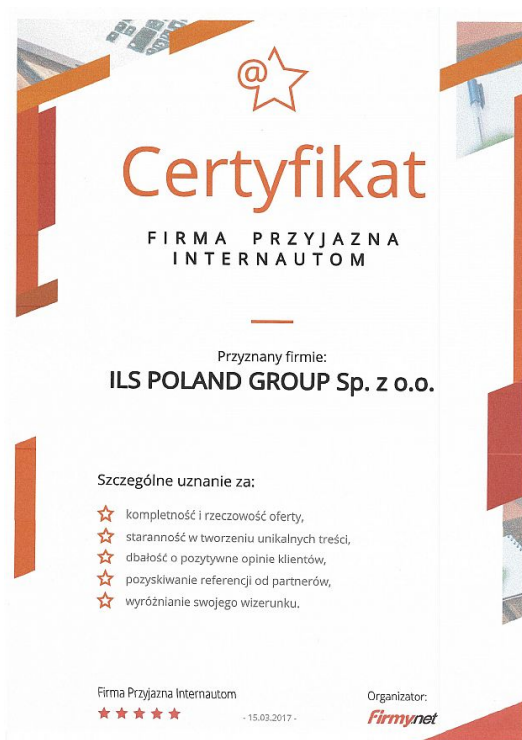 @
Certyfikat
FIRMA PRZYJAZNA
INTERNAUTOM
Przyznany firmie:
ILS POLAND GROUP Sp. z o.o.
Szczególne uznanie za:
kompletność i rzeczowość oferty,
staranność w tworzeniu unikalnych treści,
dbałość o pozytywne opinie klientów,
pozyskiwanie referencji od partnerów,
wyróżnianie swojego wizerunku.
Firma Przyjazna Internautom
- 15.03.2017 -
Organizator:
Firmy.net